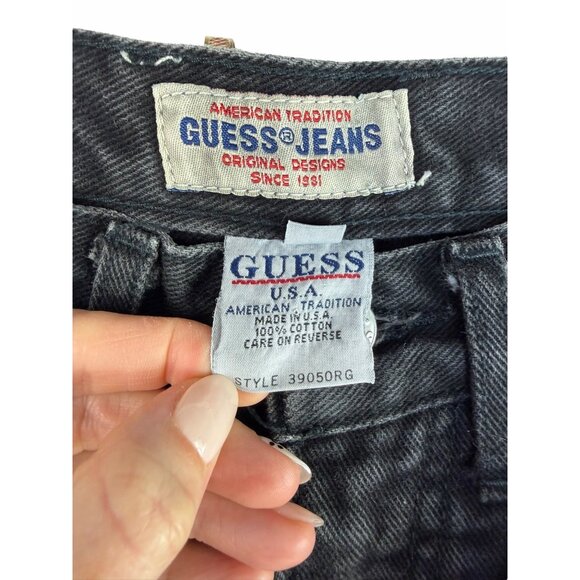 AMERICAN TRADITION
GUESS® JEANS
ORIGINAL DESIGNS
SINCE 1981
GUESS
U.S.A.
AMERICAN TRADITION
MADE IN U.S.A.
100% COTTON
CARE ON REVERSE
STYLE 39050RG